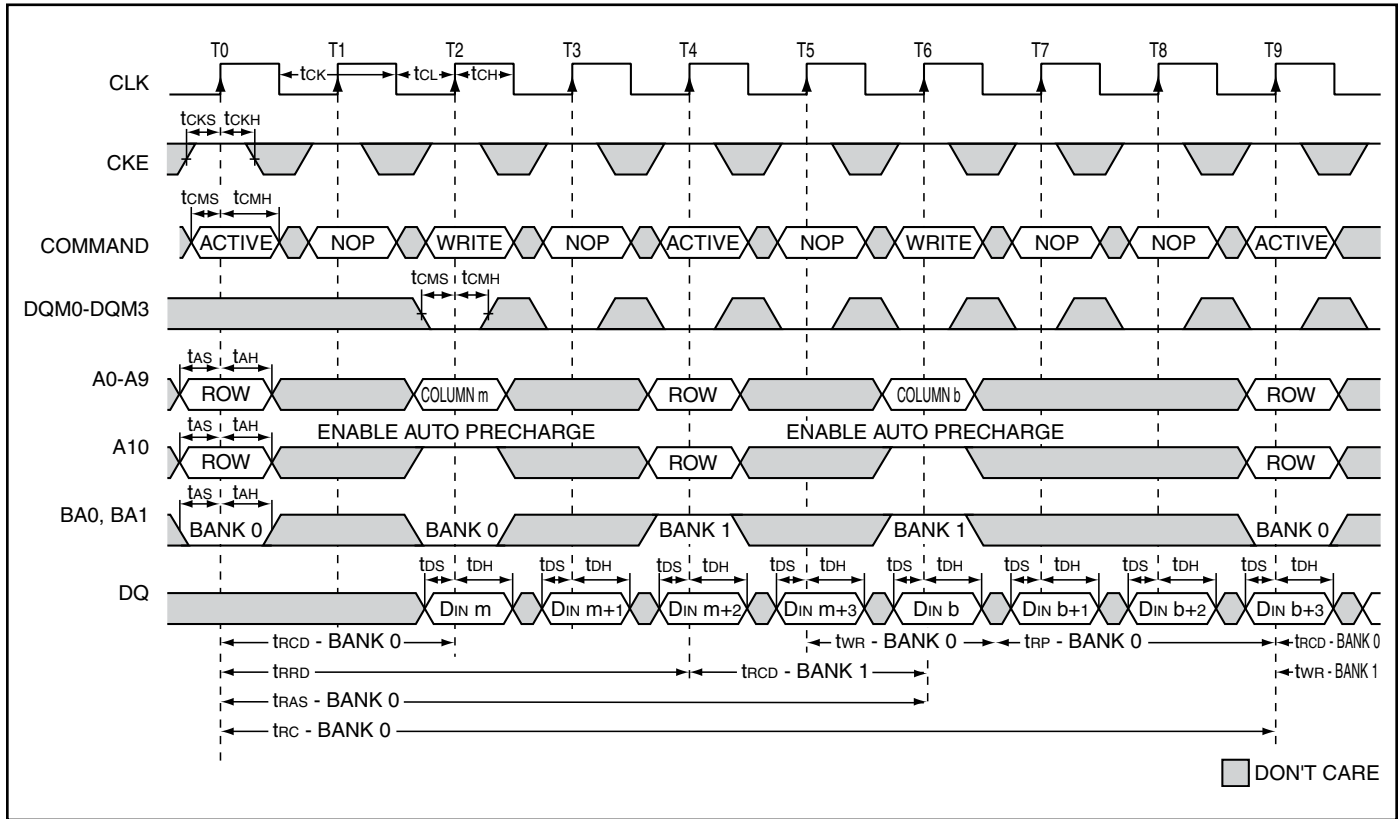 T0 T1 T2 T3 T4 T5 T6 T7 T8 T9
CLK tCK tCL tCH
tCKS tCKH
CKE
tCMS tCMH
COMMAND ACTIVE NOP WRITE NOP ACTIVE NOP WRITE NOP NOP ACTIVE
tCMS tCMH
DQM0-DQM3
tAS tAH
A0-A9 ROW COLUMN m ROW COLUMN b ROW
tAS tAH ENABLE AUTO PRECHARGE ENABLE AUTO PRECHARGE
A10 ROW ROW ROW
tAS tAH
BA0, BA1 BANK 0 BANK 0 BANK 1 BANK 1 BANK 0
tDS tDH tDS tDH tDS tDH tDS tDH tDS tDH tDS tDH tDS tDH tDS tDH
DQ DIN m DIN m+1 DIN m+2 DIN m+3 DIN b DIN b+1 DIN b+2 DIN b+3
tRCD - BANK 0 tWR - BANK 0 tRP - BANK 0 tRCD - BANK 0
tRRD tRCD - BANK 1 tWR - BANK 1
tRAS - BANK 0
tRC - BANK 0
DON'T CARE